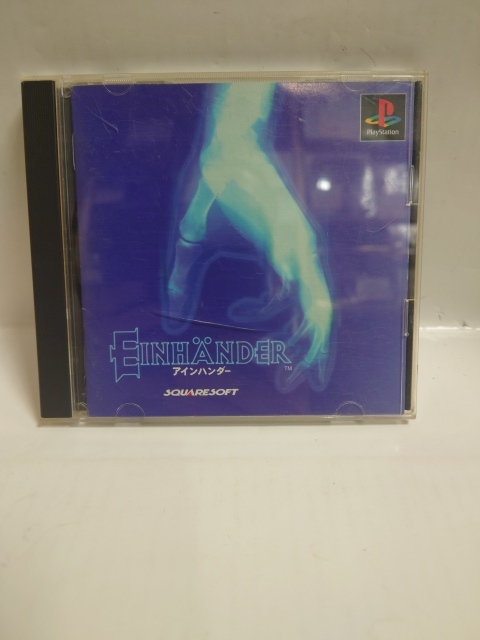 PlayStation
EINHÄNDER
アインハンダー
TM
SQUARESOFT